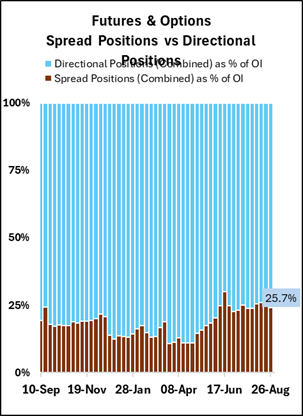 Futures & Options
Spread Positions vs Directional
Positions
Directional Positions (Combined) as % of OI
Spread Positions (Combined) as % of OI
100%
75%
50%
25%
0%
25.7%
10-Sep 19-Nov 28-Jan 08-Apr 17-Jun 26-Aug